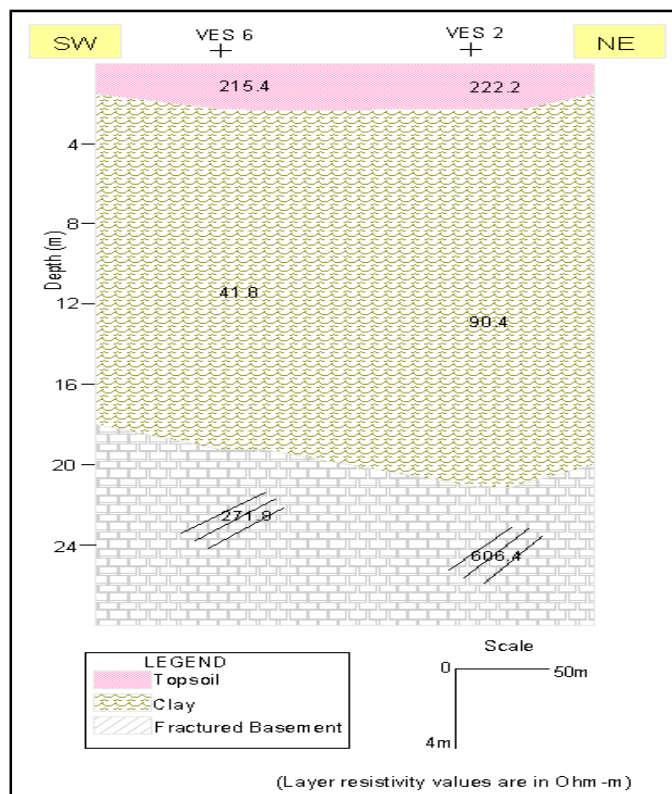 SW
VES 6
VES 2
NE
215.4
222.2
4
8
Depth (m)
41.8
12
90.4
16
20
271.8
24
606.4
Scale
LEGEND
0
50m
Topsoil
Clay
Fractured Basement
4m
(Layer resistivity values are in Ohm-m)